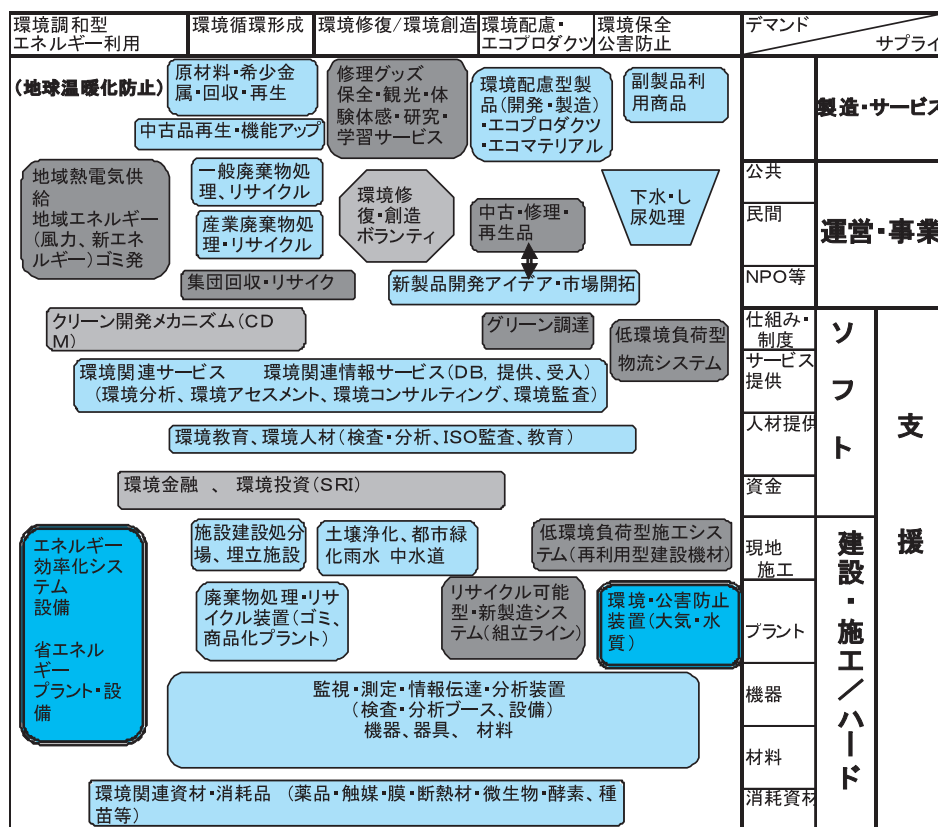 環境調和型
エネルギー利用
環境循環形成
環境修復/環境創造
環境配慮・
エコプロダクツ
環境保全
公害防止
デマンド
サプライ
(地球温暖化防止)
原材料・希少金
属・回収・再生
修理グッズ
保全・観光・体
験体感・研究・
学習サービス
環境配慮型製
品(開発・製造)
・エコプロダクツ
・エコマテリアル
副製品利
用商品
製造・サービス
中古品再生・機能アップ
地域熱電気供
給
地域エネルギー
(風力、新エネ
ルギー)ゴミ発
一般廃棄物処
理、リサイクル
産業廃棄物処
理・リサイクル
環境修
復・創造
ボランティ
中古・修理・
再生品
下水・し
尿処理
公共
民間
NPO等
運営・事業
集団回収・リサイク
新製品開発アイデア・市場開拓
クリーン開発メカニズム(CD
M)
グリーン調達
低環境負荷型
物流システム
仕組み・
制度
サービス
提供
人材提供
資金
ソ
フ
ト
支
援
環境関連サービス 環境関連情報サービス(DB, 提供、受入)
(環境分析、環境アセスメント、環境コンサルティング、環境監査)
環境教育、環境人材(検査・分析、ISO監査、教育)
環境金融 、 環境投資(SRI)
エネルギー
効率化シス
テム
設備
省エネル
ギー
プラント・設
備
施設建設処分
場、埋立施設
土壌浄化、都市緑
化雨水 中水道
低環境負荷型施工シス
テム(再利用型建設機材)
現地
施工
廃棄物処理・リサ
イクル装置(ゴミ、
商品化プラント)
リサイクル可能
型・新製造シス
テム(組立ライン)
環境・公害防止
装置(大気・水
質)
プラント
監視・測定・情報伝達・分析装置
(検査・分析ブース、設備)
機器、器具、 材料
機器
材料
環境関連資材・消耗品 (薬品・触媒・膜・断熱材・微生物・酵素、種
苗等)
消耗資材
建
設
・
施
工
/
ハ
ー
ド